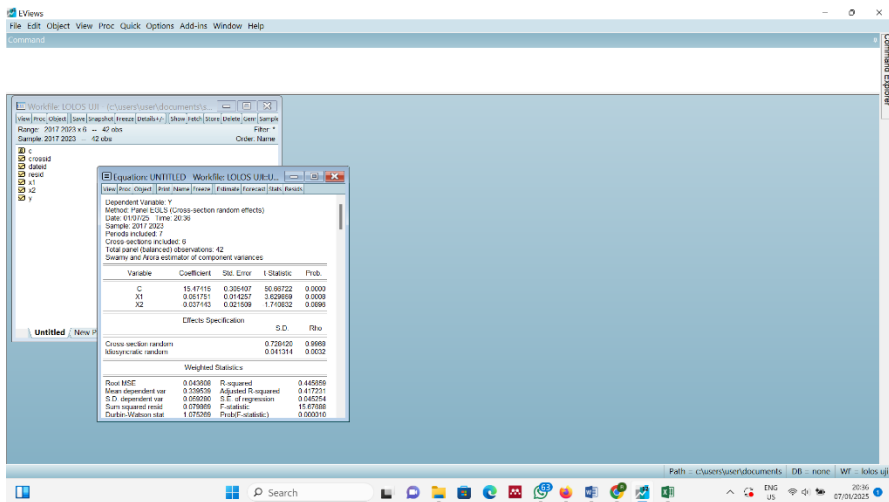 EViews
File Edit Object View Proc Quick Options Add-ins Window Help
Command
Command Explorer
Workfile: LOLOS UJI - (c:\users\user\documents\...
View Proc Object Save Snapshot Freeze Details+/- Show Fetch Store Delete Genr Sample
Range: 2017 2023 x 6 -- 42 obs
Filter: *
Sample: 2017 2023 -- 42 obs
Order: Name
c
crossid
dateid
resid
x1
x2
y
Untitled New P
Equation: UNTITLED Workfile: LOLOS UJI::U...
View Proc Object Print Name Freeze Estimate Forecast Stats Resids
Dependent Variable: Y
Method: Panel EGLS (Cross-section random effects)
Date: 01/07/25 Time: 20:36
Sample: 2017 2023
Periods included: 7
Cross-sections included: 6
Total panel (balanced) observations: 42
Swamy and Arora estimator of component variances
Variable Coefficient Std. Error t-Statistic Prob.
C 15.47415 0.305407 50.66722 0.0000
X1 0.051751 0.014257 3.629869 0.0008
X2 0.037443 0.021509 1.740832 0.0896
Effects Specification
S.D. Rho
Cross-section random 0.728420 0.9968
Idiosyncratic random 0.041314 0.0032
Weighted Statistics
Root MSE 0.043608 R-squared 0.445659
Mean dependent var 0.339539 Adjusted R-squared 0.417231
S.D. dependent var 0.059280 S.E. of regression 0.045254
Sum squared resid 0.079869 F-statistic 15.67688
Durbin-Watson stat 1.075269 Prob(F-statistic) 0.000010
Path = c:\users\user\documents DB = none WF = lolos uji
Search
63
ENG
US
20:36
07/01/2025